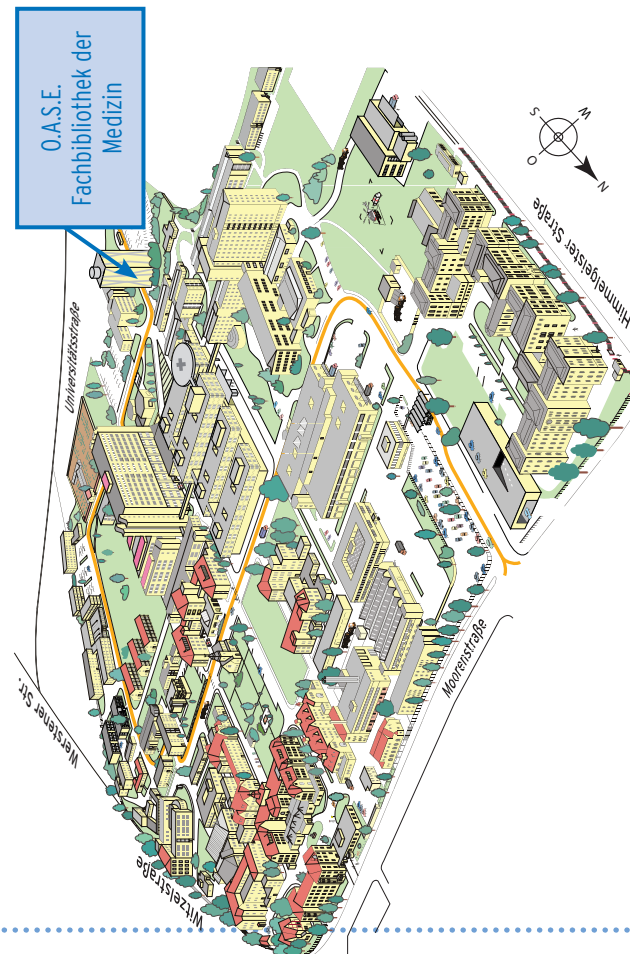 O.A.S.E.
Fachbibliothek der
Medizin
Universitätsstraße
Werstener Str.
Witzelstraße
Moorenstraße
Himmelgeister Straße
S
W
O
N